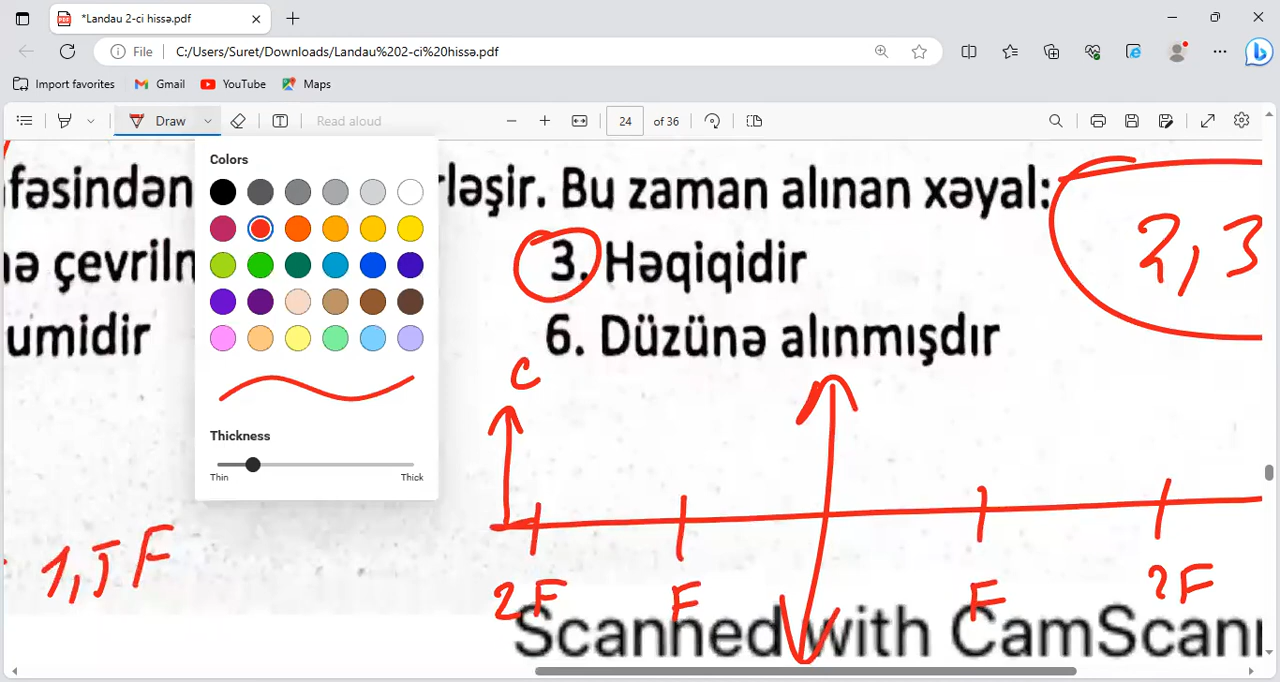 *Landau 2-ci hissə.pdf
File
C:/Users/Suret/Downloads/Landau%202-ci%20hissə.pdf
Import favorites
Gmail
YouTube
Maps
Draw
Read aloud
24
of 36
Colors
Thickness
Thin
Thick
fəsindən
rləşir. Bu zaman alınan xəyal:
2, 3
ə çevriln
3. Həqiqidir
umidir
6. Düzünə alınmışdır
C
1,5 F
2F
F
F
2F
Scanned with CamScan